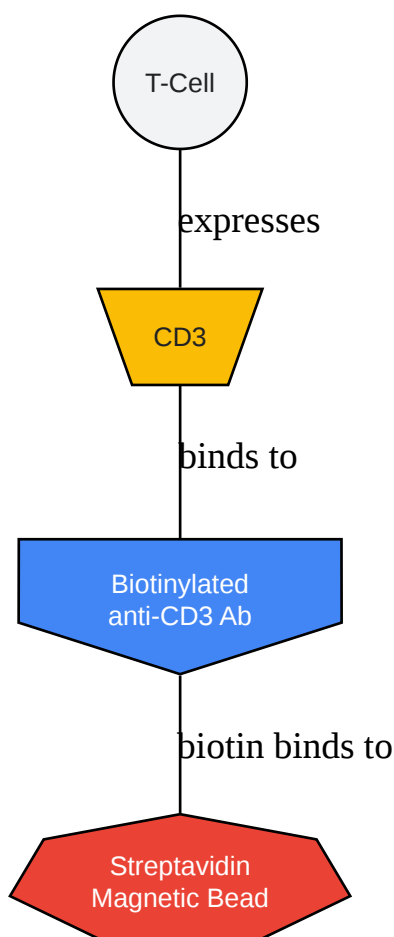 T-Cell
expresses
CD3
binds to
Biotinylated
anti-CD3 Ab
biotin binds to
Streptavidin
Magnetic Bead